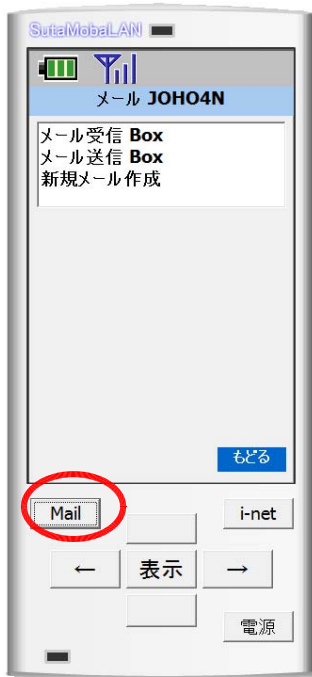 SutaMobaLAN
メール JOHO4N
メール受信 Box
メール送信 Box
新規メール作成
もどる
Mail
i-net
← 表示 →
電源